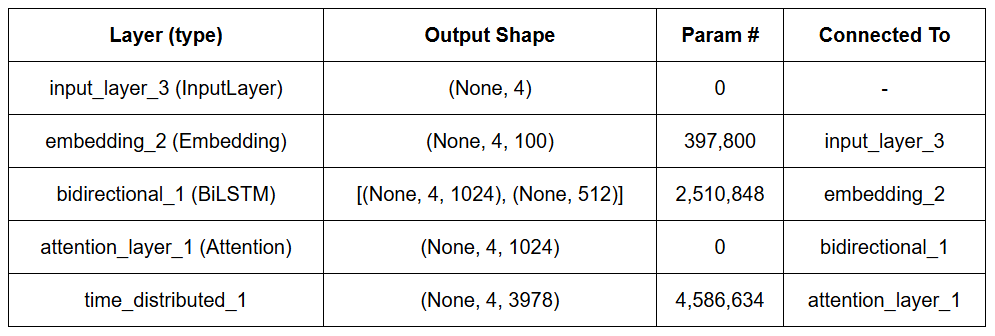 Layer (type) Output Shape Param # Connected To
input_layer_3 (InputLayer) (None, 4) 0 -
embedding_2 (Embedding) (None, 4, 100) 397,800 input_layer_3
bidirectional_1 (BiLSTM) [(None, 4, 1024), (None, 512)] 2,510,848 embedding_2
attention_layer_1 (Attention) (None, 4, 1024) 0 bidirectional_1
time_distributed_1 (None, 4, 3978) 4,586,634 attention_layer_1